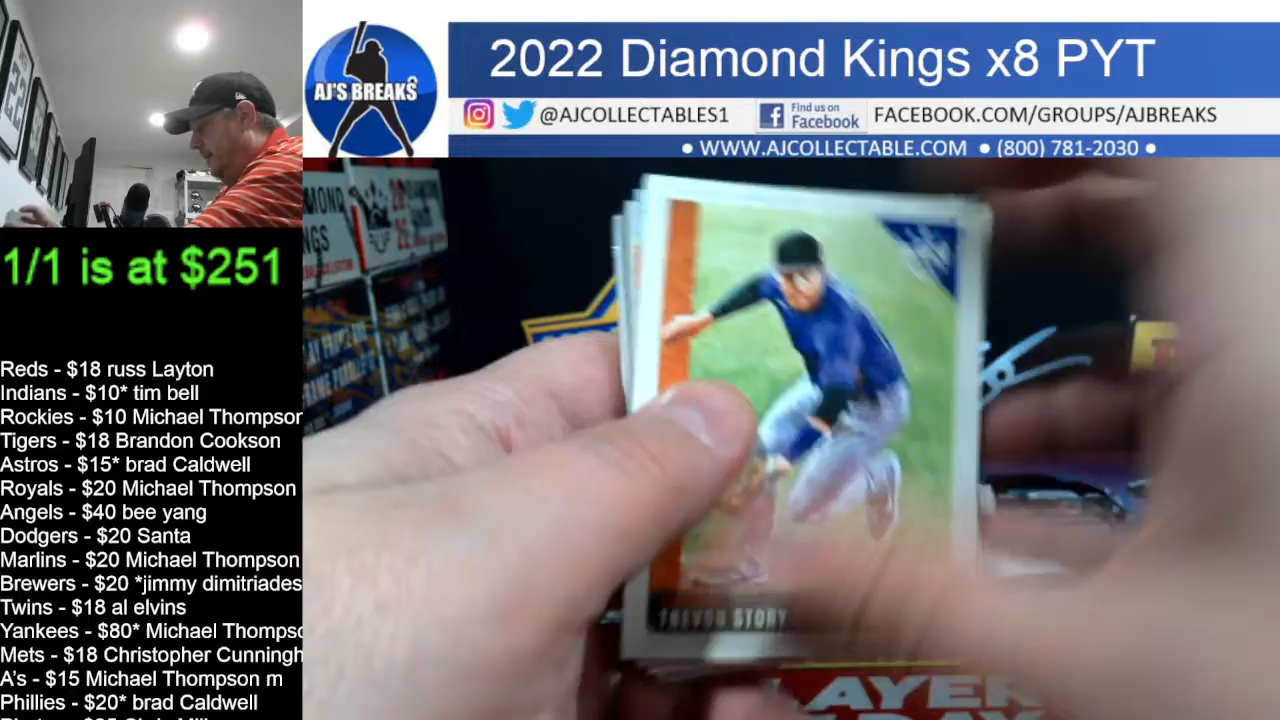 AJ'S BREAKS
2022 Diamond Kings x8 PYT
@AJCOLLECTABLES1
Find us on
Facebook
FACEBOOK.COM/GROUPS/AJBREAKS
• WWW.AJCOLLECTABLE.COM • (800) 781-2030 •
1/1 is at $251
Reds - $18 russ Layton
Indians - $10* tim bell
Rockies - $10 Michael Thompson
Tigers - $18 Brandon Cookson
Astros - $15* brad Caldwell
Royals - $20 Michael Thompson
Angels - $40 bee yang
Dodgers - $20 Santa
Marlins - $20 Michael Thompson
Brewers - $20 *jimmy dimitriades
Twins - $18 al elvins
Yankees - $80* Michael Thompso
Mets - $18 Christopher Cunningh
A's - $15 Michael Thompson m
Phillies - $20* brad Caldwell
TREVOR STORY